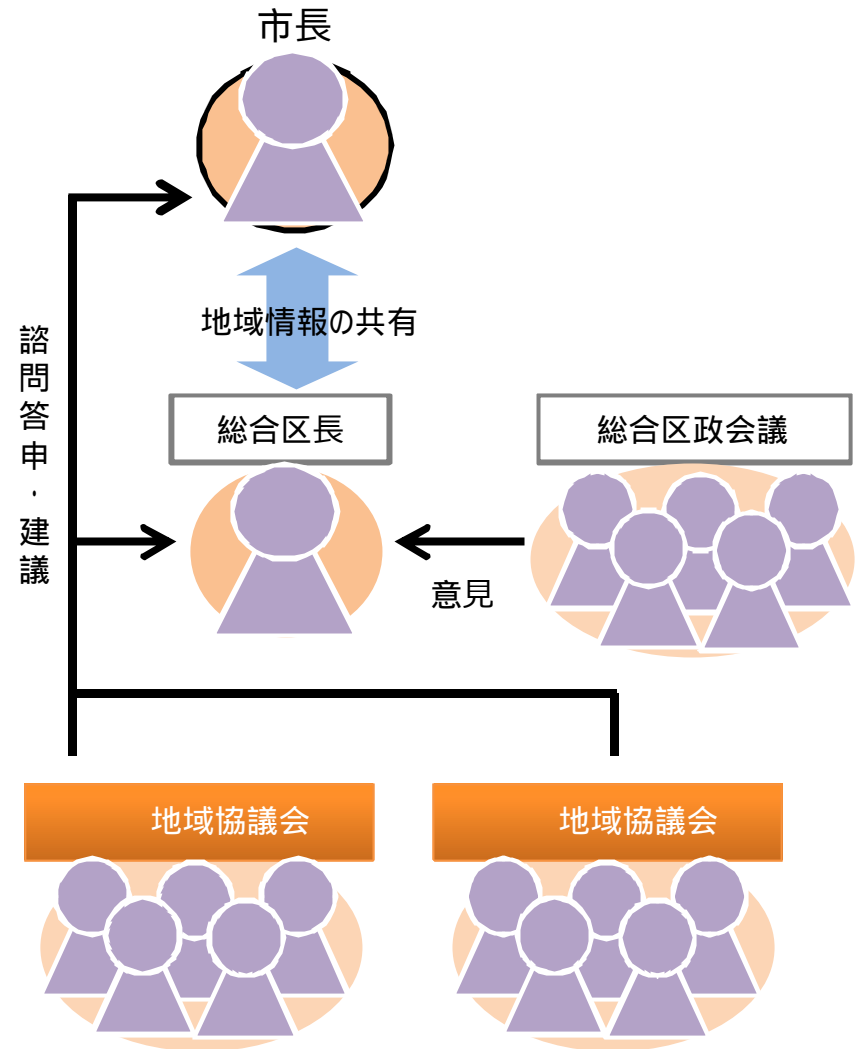 市長
地域情報の共有
諮問答申・建議
総合区長
総合区政会議
意見
地域協議会
地域協議会